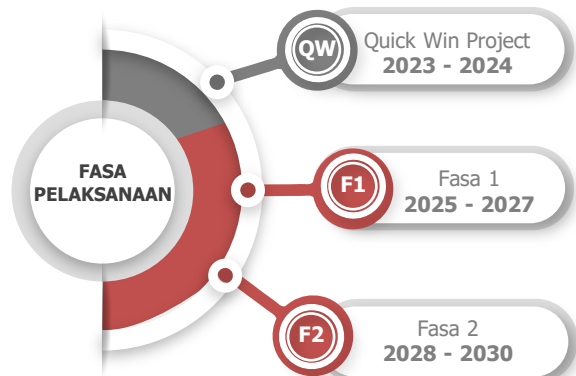 FASA
PELAKSANAAN
QW
Quick Win Project
2023 - 2024
F1
Fasa 1
2025 - 2027
F2
Fasa 2
2028 - 2030